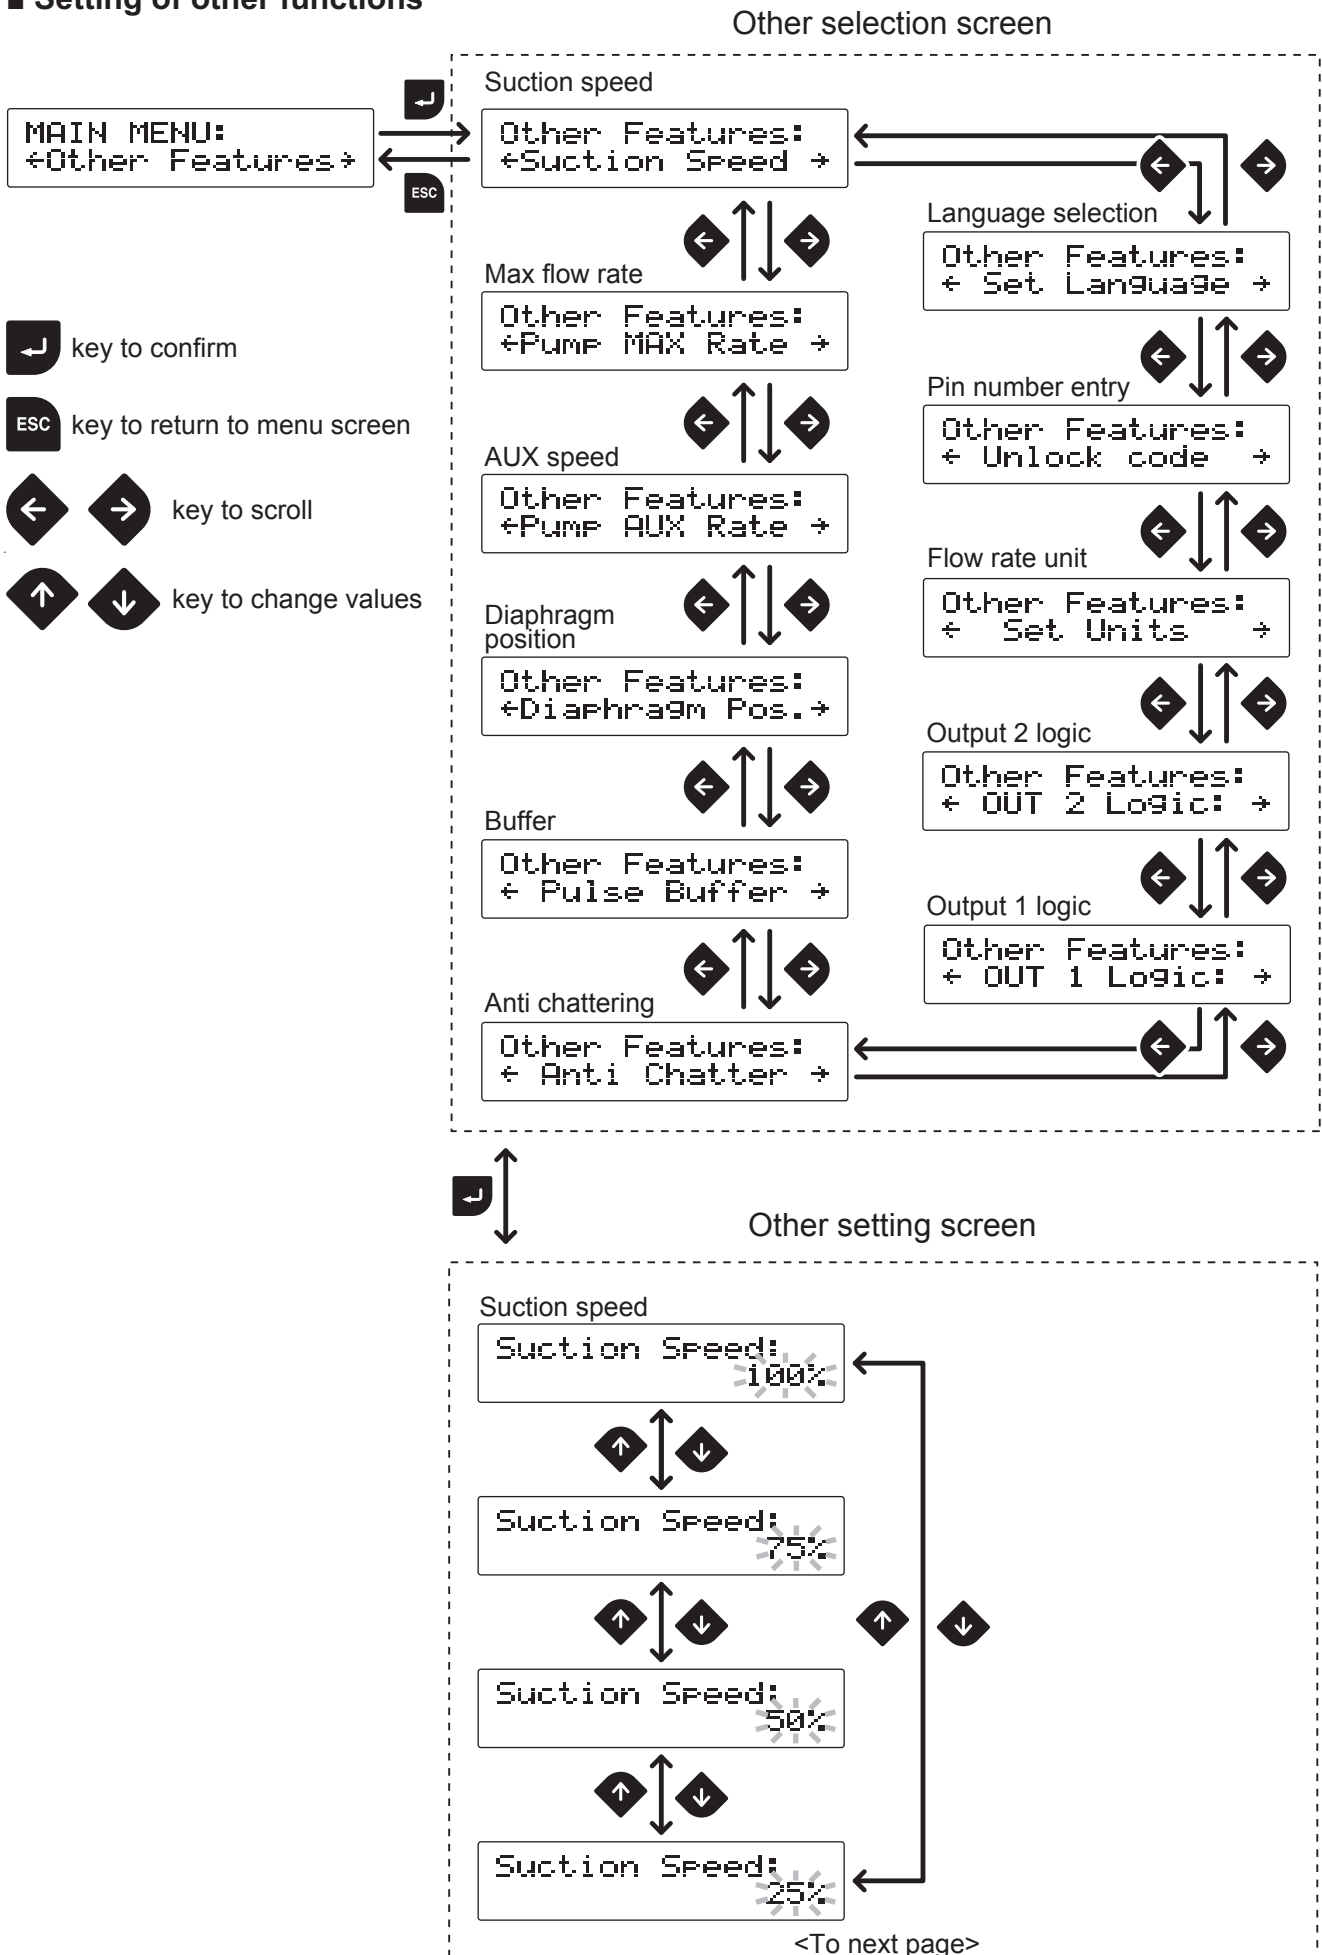 ■ Setting of other functions
Other selection screen
Suction speed
MAIN MENU:
←Other Features→
ESC
Other Features:
←Suction Speed →
Language selection
Other Features:
← Set Language →
Max flow rate
Other Features:
←Pump MAX Rate →
key to confirm
ESC key to return to menu screen
key to scroll
key to change values
Pin number entry
Other Features:
← Unlock code →
AUX speed
Other Features:
←Pump AUX Rate →
Flow rate unit
Other Features:
← Set Units →
Diaphragm
position
Other Features:
←Diaphragm Pos.→
Output 2 logic
Other Features:
← OUT 2 Logic: →
Buffer
Other Features:
← Pulse Buffer →
Output 1 logic
Other Features:
← OUT 1 Logic: →
Anti chattering
Other Features:
← Anti Chatter →
Other setting screen
Suction speed
Suction Speed:
100%
Suction Speed:
75%
Suction Speed:
50%
Suction Speed:
25%
<To next page>